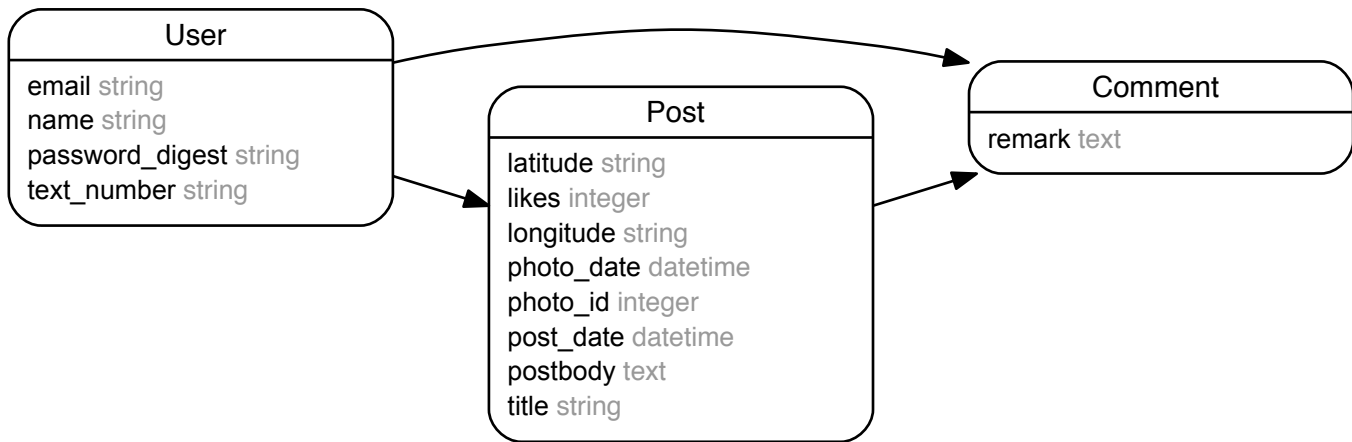 User
email string
name string
password_digest string
text_number string
Post
latitude string
likes integer
longitude string
photo_date datetime
photo_id integer
post_date datetime
postbody text
title string
Comment
remark text